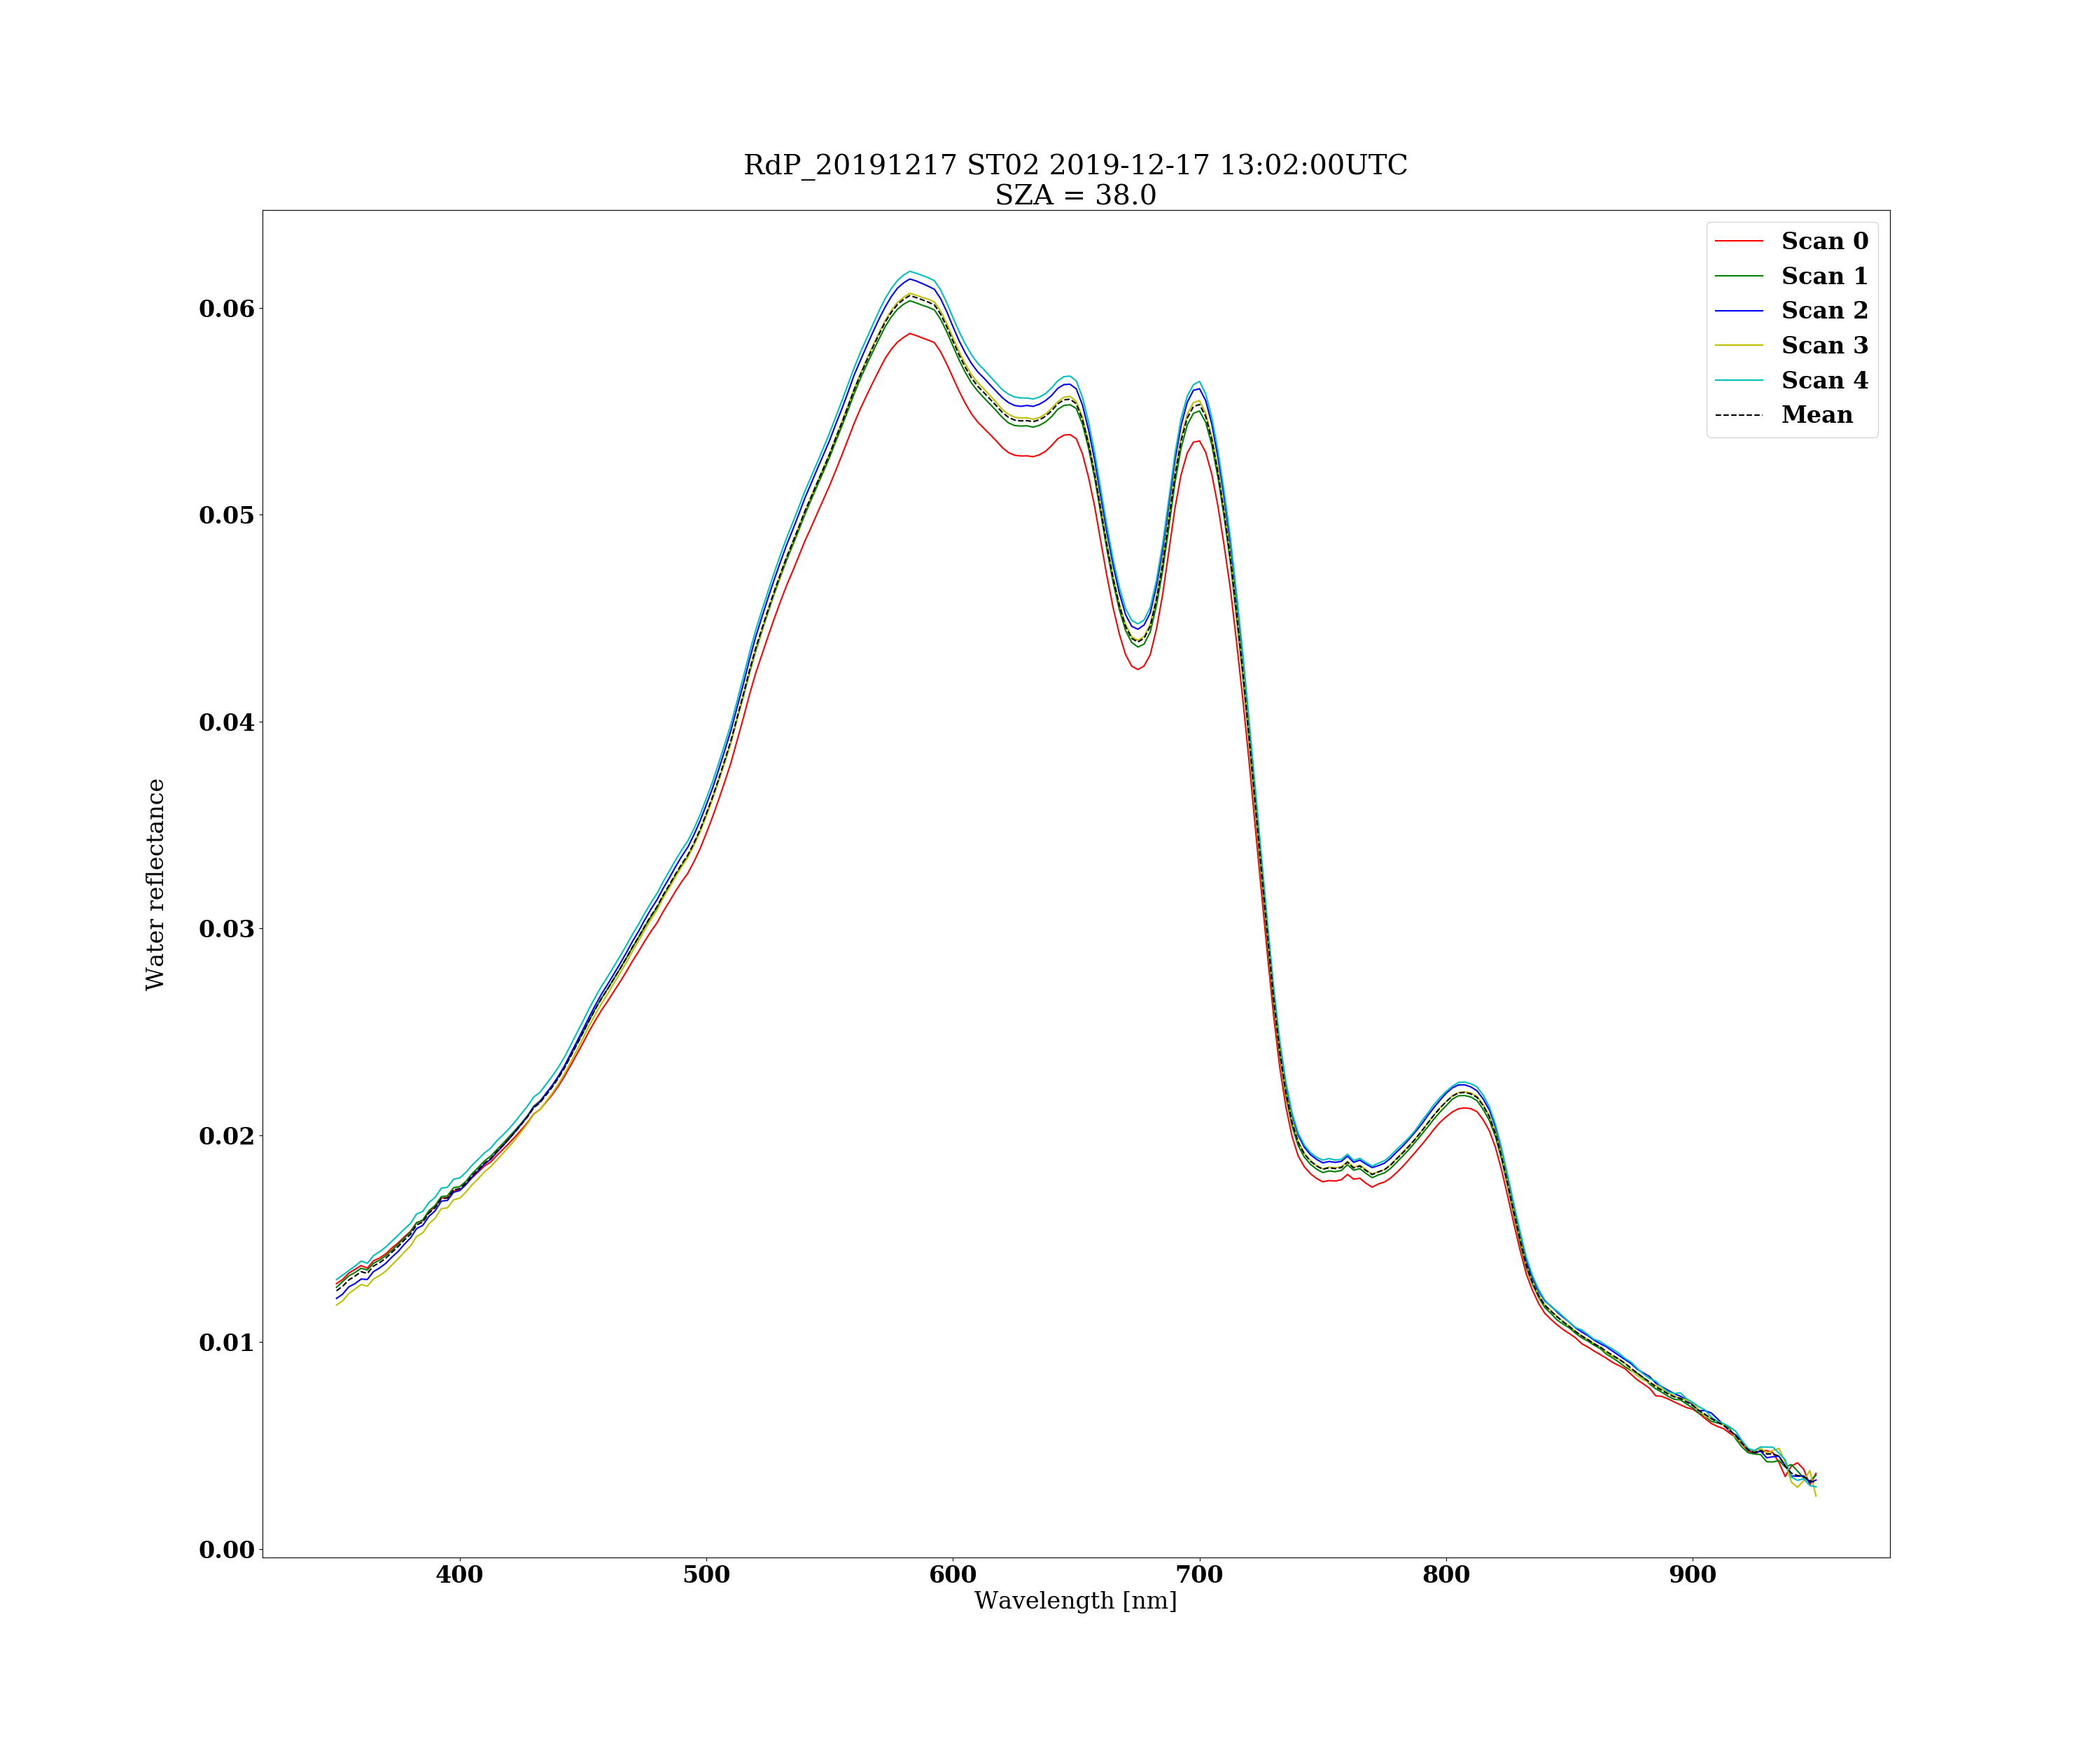 RdP_20191217 ST02 2019-12-17 13:02:00UTC
SZA = 38.0
Scan 0
Scan 1
Scan 2
Scan 3
Scan 4
Mean
0.06
0.05
0.04
0.03
0.02
0.01
0.00
Water reflectance
400 500 600 700 800 900
Wavelength [nm]